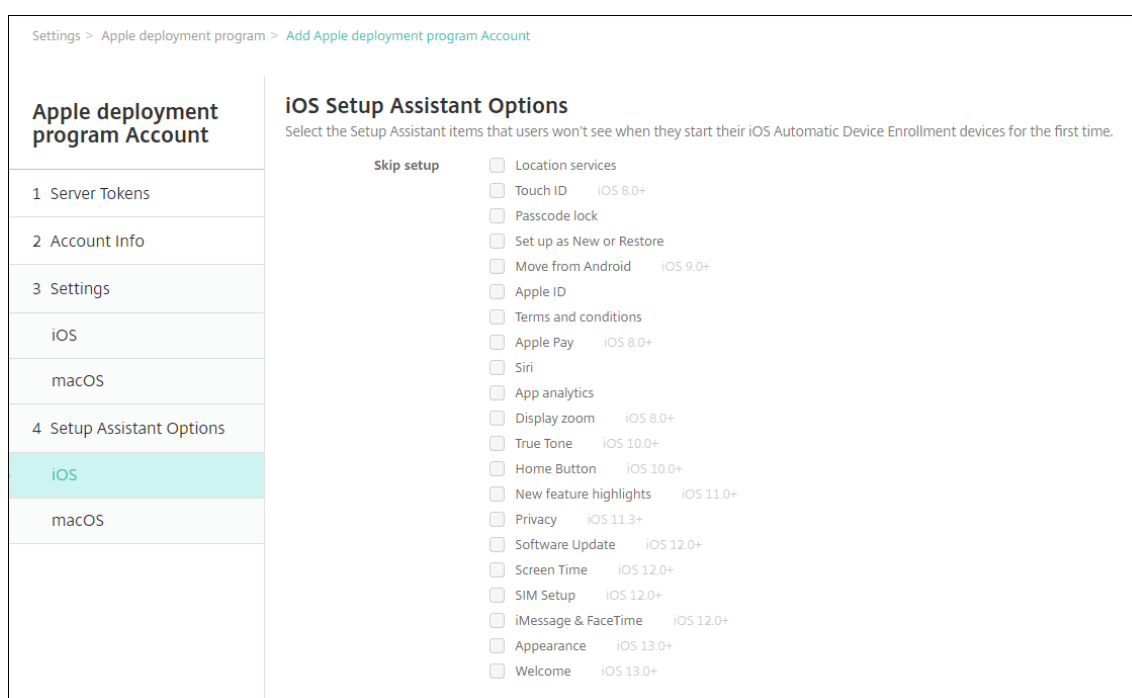 Settings > Apple deployment program > Add Apple deployment program Account
Apple deployment
program Account
1 Server Tokens
2 Account Info
3 Settings
iOS
macOS
4 Setup Assistant Options
iOS
macOS
iOS Setup Assistant Options
Select the Setup Assistant items that users won't see when they start their iOS Automatic Device Enrollment devices for the first time.
Skip setup
Location services
Touch ID iOS 8.0+
Passcode lock
Set up as New or Restore
Move from Android iOS 9.0+
Apple ID
Terms and conditions
Apple Pay iOS 8.0+
Siri
App analytics
Display zoom iOS 8.0+
True Tone iOS 10.0+
Home Button iOS 10.0+
New feature highlights iOS 11.0+
Privacy iOS 11.3+
Software Update iOS 12.0+
Screen Time iOS 12.0+
SIM Setup iOS 12.0+
iMessage & FaceTime iOS 12.0+
Appearance iOS 13.0+
Welcome iOS 13.0+